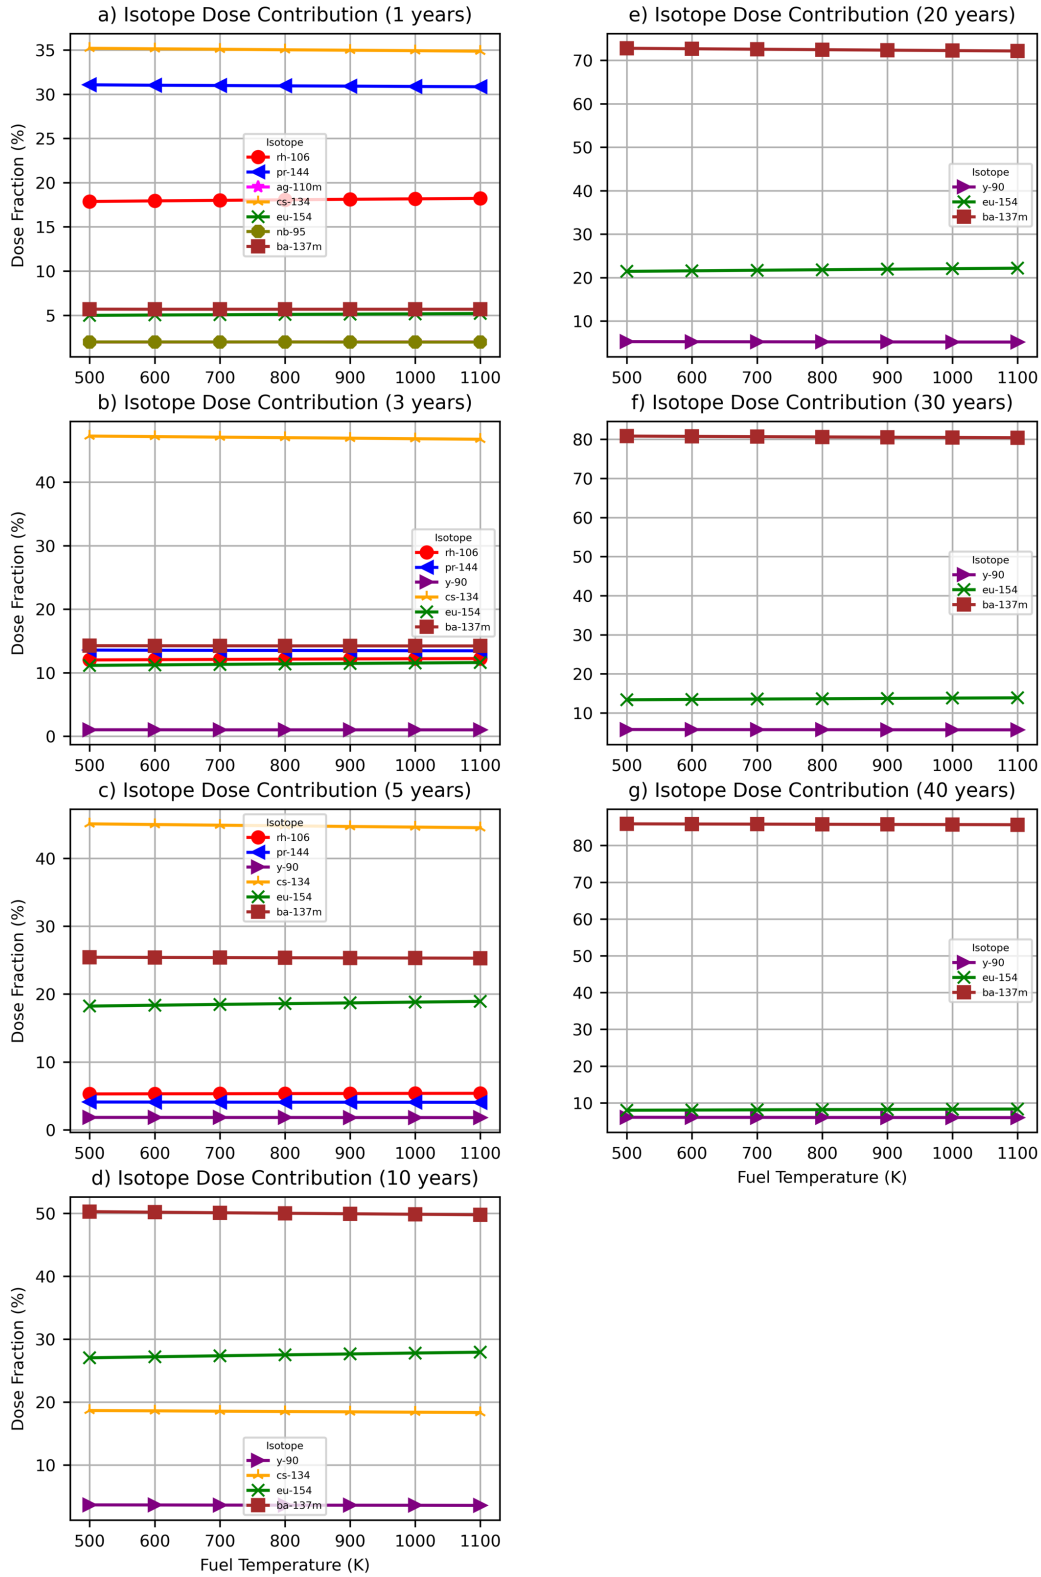 a) Isotope Dose Contribution (1 years)
Dose Fraction (%)
35
30
25
20
15
10
5
Isotope
rh-106
pr-144
ag-110m
cs-134
eu-154
nb-95
ba-137m
500 600 700 800 900 1000 1100
b) Isotope Dose Contribution (3 years)
Dose Fraction (%)
40
30
20
10
0
Isotope
rh-106
pr-144
y-90
cs-134
eu-154
ba-137m
500 600 700 800 900 1000 1100
c) Isotope Dose Contribution (5 years)
Dose Fraction (%)
40
30
20
10
0
Isotope
rh-106
pr-144
y-90
cs-134
eu-154
ba-137m
500 600 700 800 900 1000 1100
d) Isotope Dose Contribution (10 years)
Dose Fraction (%)
50
40
30
20
10
Isotope
y-90
cs-134
eu-154
ba-137m
500 600 700 800 900 1000 1100
Fuel Temperature (K)
e) Isotope Dose Contribution (20 years)
70
60
50
40
30
20
10
Isotope
y-90
eu-154
ba-137m
500 600 700 800 900 1000 1100
f) Isotope Dose Contribution (30 years)
80
70
60
50
40
30
20
10
Isotope
y-90
eu-154
ba-137m
500 600 700 800 900 1000 1100
g) Isotope Dose Contribution (40 years)
80
70
60
50
40
30
20
10
Isotope
y-90
eu-154
ba-137m
500 600 700 800 900 1000 1100
Fuel Temperature (K)